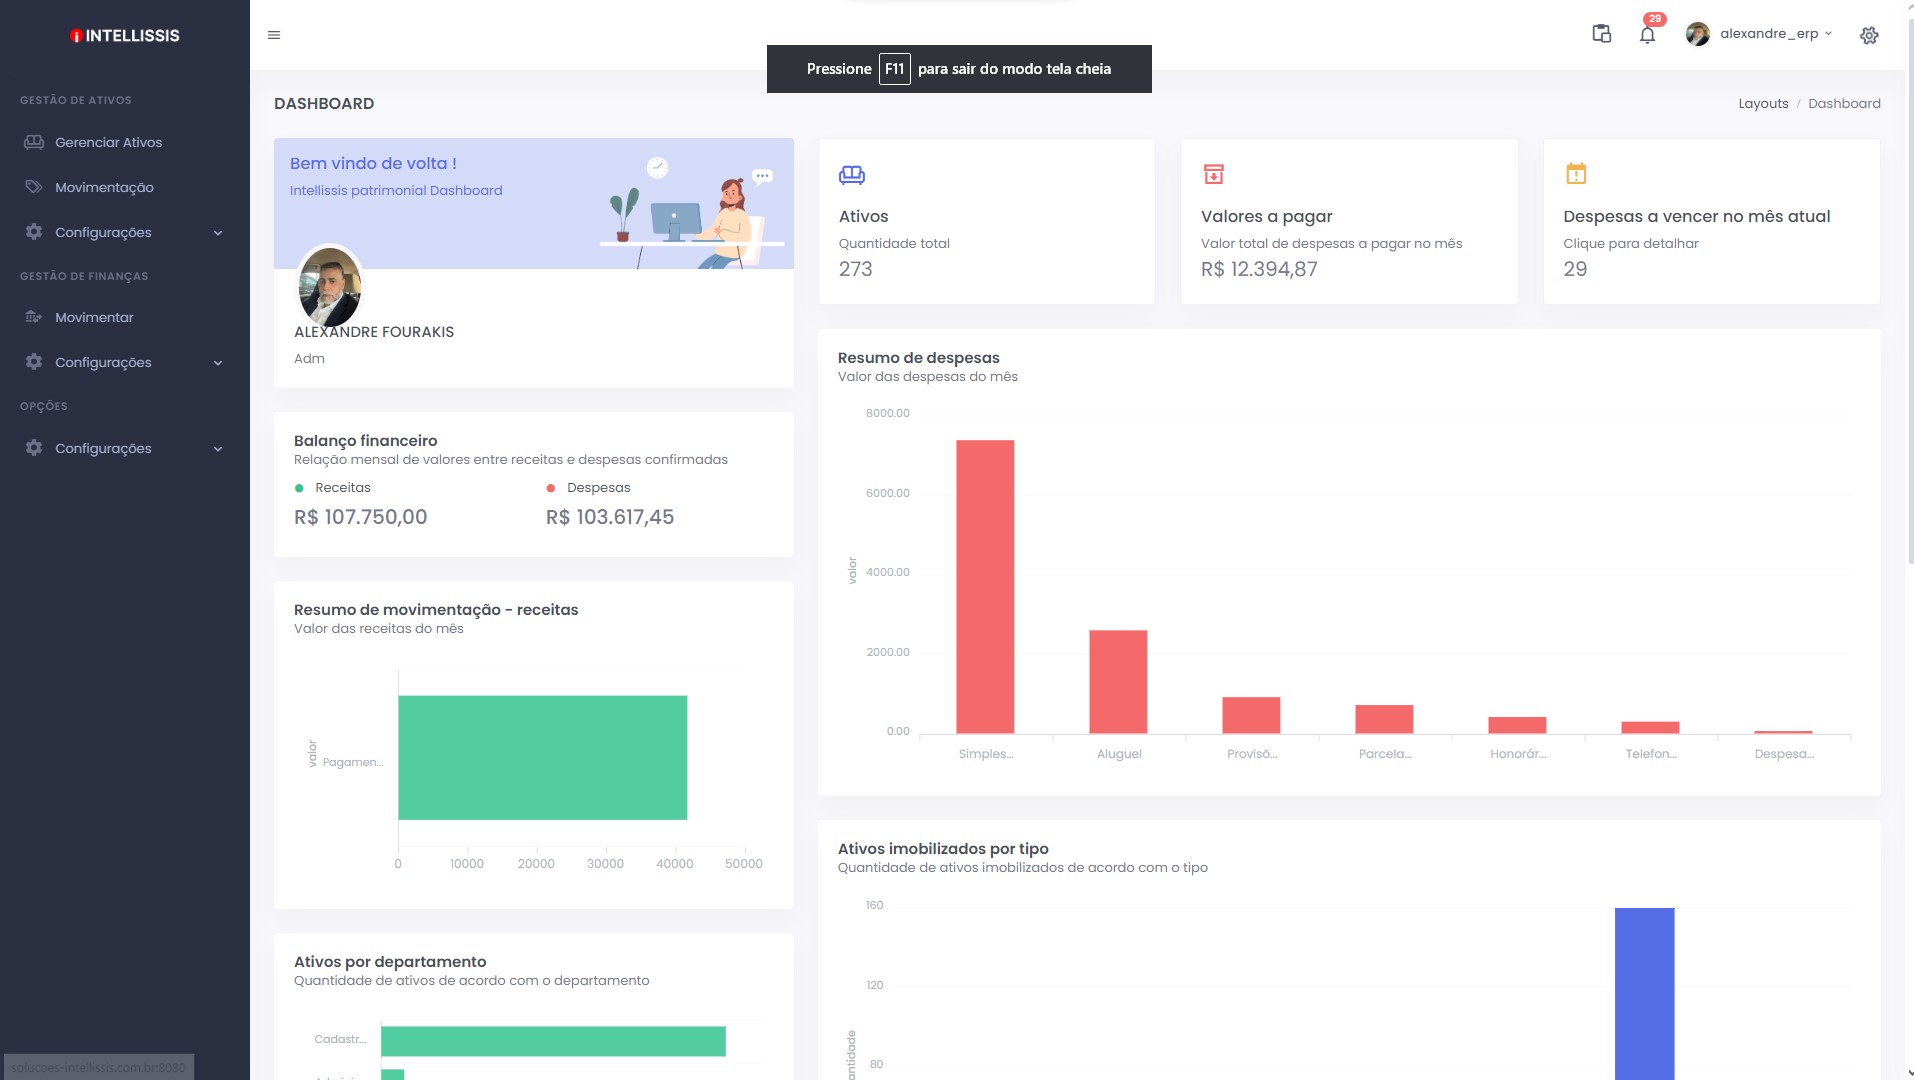 INTELLISSIS
29
alexandre_erp
Pressione F11 para sair do modo tela cheia
GESTÃO DE ATIVOS
Gerenciar Ativos
Movimentação
Configurações
GESTÃO DE FINANÇAS
Movimentar
Configurações
OPÇÕES
Configurações
solucoes-intellissis.com.br:8080
DASHBOARD
Layouts / Dashboard
Bem vindo de volta !
Intellissis patrimonial Dashboard
ALEXANDRE FOURAKIS
Adm
Ativos
Quantidade total
273
Valores a pagar
Valor total de despesas a pagar no mês
R$ 12.394,87
Despesas a vencer no mês atual
Clique para detalhar
29
Balanço financeiro
Relação mensal de valores entre receitas e despesas confirmadas
Receitas
R$ 107.750,00
Despesas
R$ 103.617,45
Resumo de movimentação - receitas
Valor das receitas do mês
valor
Pagamen...
0 10000 20000 30000 40000 50000
Ativos por departamento
Quantidade de ativos de acordo com o departamento
Cadastr...
Resumo de despesas
Valor das despesas do mês
8000.00
6000.00
4000.00
2000.00
0.00
valor
Simples... Aluguel Provisõ... Parcela... Honorár... Telefon... Despesa...
Ativos imobilizados por tipo
Quantidade de ativos imobilizados de acordo com o tipo
160
120
80
antidade